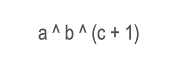 a ^ b ^ (c + 1)